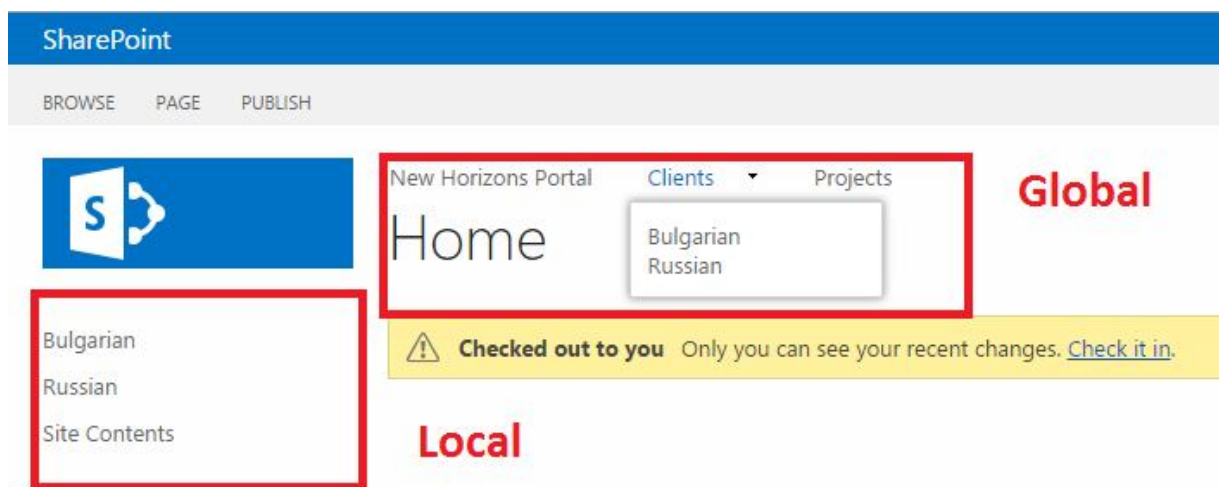 SharePoint
BROWSE PAGE PUBLISH
S
New Horizons Portal Clients Projects
Global
Home
Bulgarian
Russian
Bulgarian
Russian
Site Contents
Checked out to you Only you can see your recent changes. Check it in.
Local